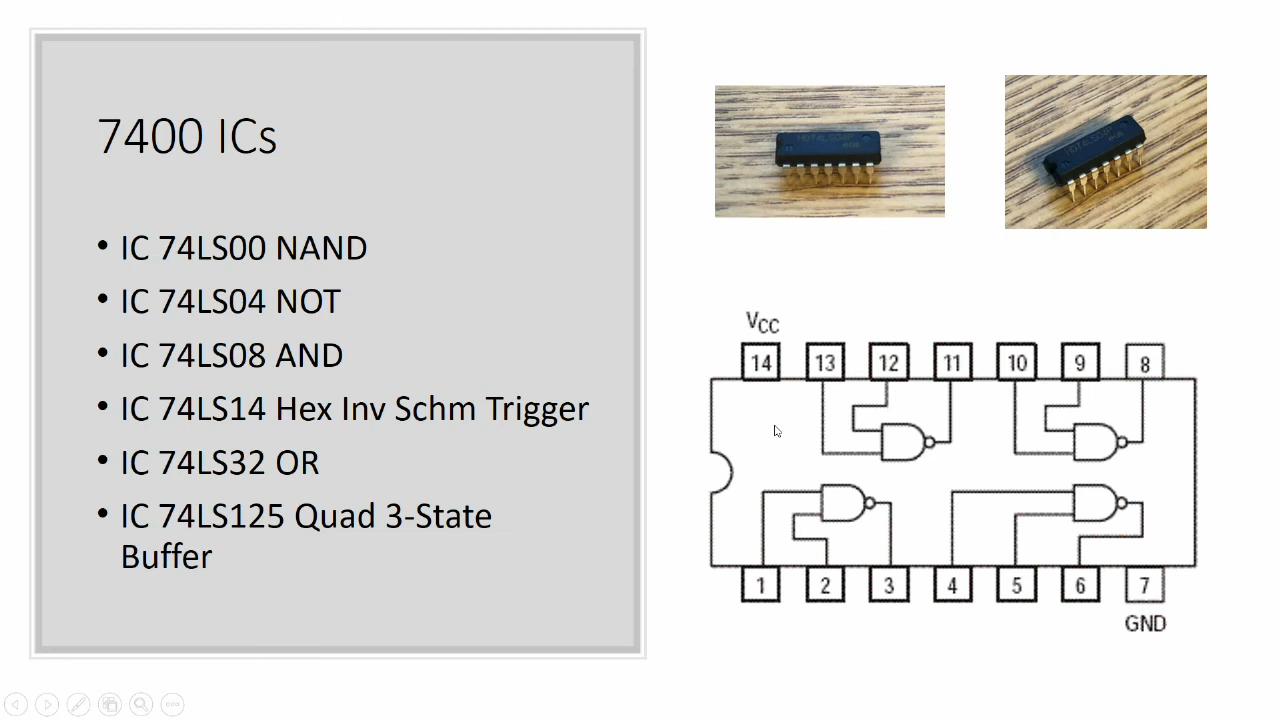 7400 ICs
• IC 74LS00 NAND
• IC 74LS04 NOT
• IC 74LS08 AND
• IC 74LS14 Hex Inv Schm Trigger
• IC 74LS32 OR
• IC 74LS125 Quad 3-State
Buffer
VCC
14 13 12 11 10 9 8
1 2 3 4 5 6 7
GND